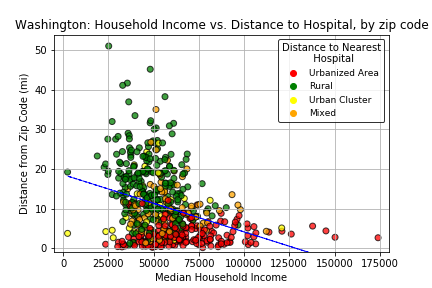 Washington: Household Income vs. Distance to Hospital, by zip code
Distance to Nearest
Hospital
Urbanized Area
Rural
Urban Cluster
Mixed
Distance from Zip Code (mi)
50
40
30
20
10
0
0 25000 50000 75000 100000 125000 150000 175000
Median Household Income